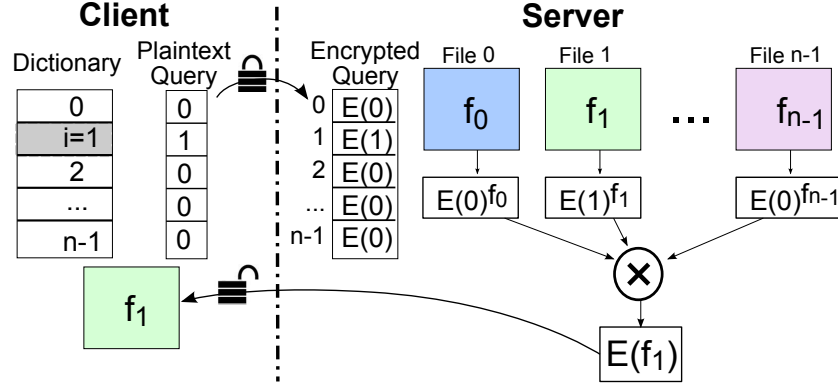 Client
Server
Dictionary
Plaintext
Query
Encrypted
Query
File 0
File 1
File n-1
0
i=1
2
...
n-1
0
1
0
0
0
0 E(0)
1 E(1)
2 E(0)
... E(0)
n-1 E(0)
f0
f1
...
fn-1
E(0)f0
E(1)f1
E(0)fn-1
×
f1
E(f1)